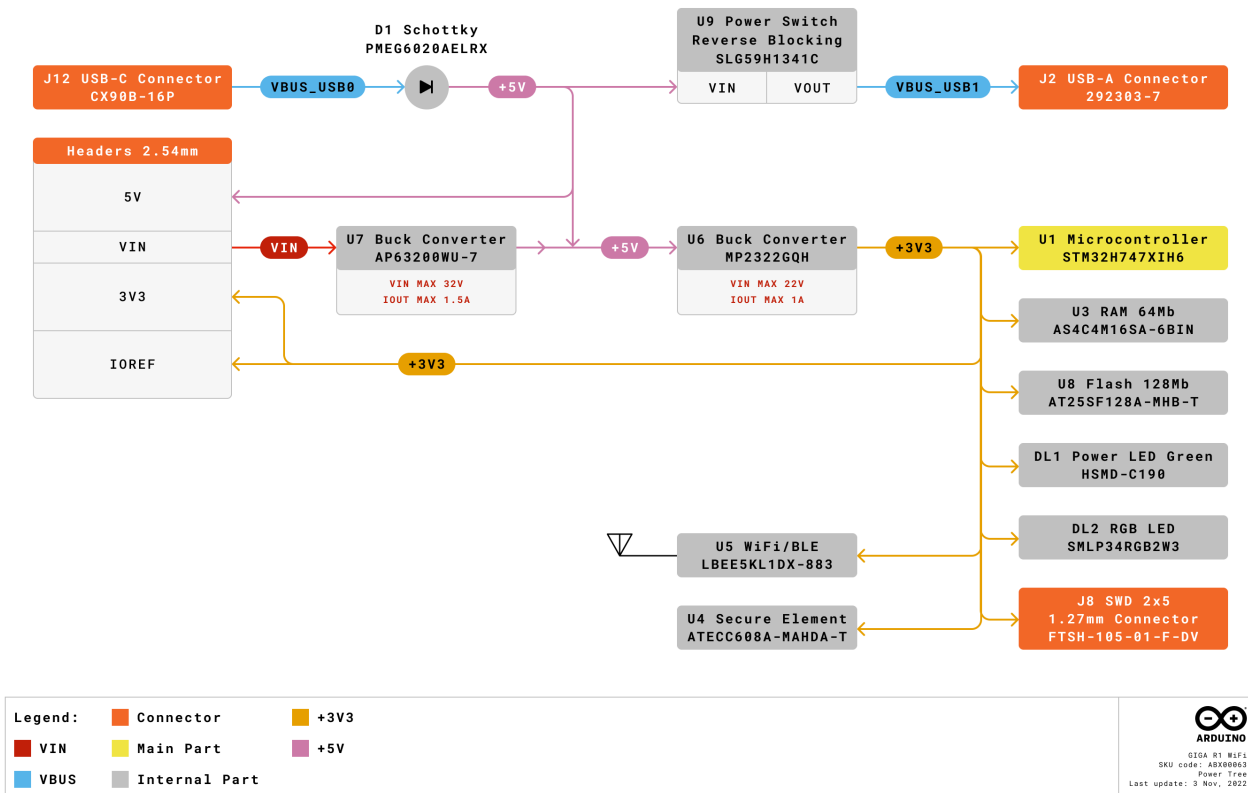 D1 Schottky
PMEG6020AELRX
U9 Power Switch
Reverse Blocking
SLG59H1341C
VIN
VOUT
J12 USB-C Connector
CX90B-16P
VBUS_USB0
+5V
VBUS_USB1
J2 USB-A Connector
292303-7
Headers 2.54mm
5V
VIN
3V3
IOREF
VIN
U7 Buck Converter
AP63200WU-7
VIN MAX 32V
IOUT MAX 1.5A
+5V
U6 Buck Converter
MP2322GQH
VIN MAX 22V
IOUT MAX 1A
+3V3
U1 Microcontroller
STM32H747XIH6
U3 RAM 64Mb
AS4C4M16SA-6BIN
+3V3
U8 Flash 128Mb
AT25SF128A-MHB-T
DL1 Power LED Green
HSMD-C190
DL2 RGB LED
SMLP34RGB2W3
U5 WiFi/BLE
LBEE5KL1DX-883
U4 Secure Element
ATECC608A-MAHDA-T
J8 SWD 2x5
1.27mm Connector
FTSH-105-01-F-DV
Legend:
VIN
VBUS
Connector
Main Part
Internal Part
+3V3
+5V
ARDUINO
GIGA R1 WiFi
SKU code: ABX00063
Power Tree
Last update: 3 Nov, 2022